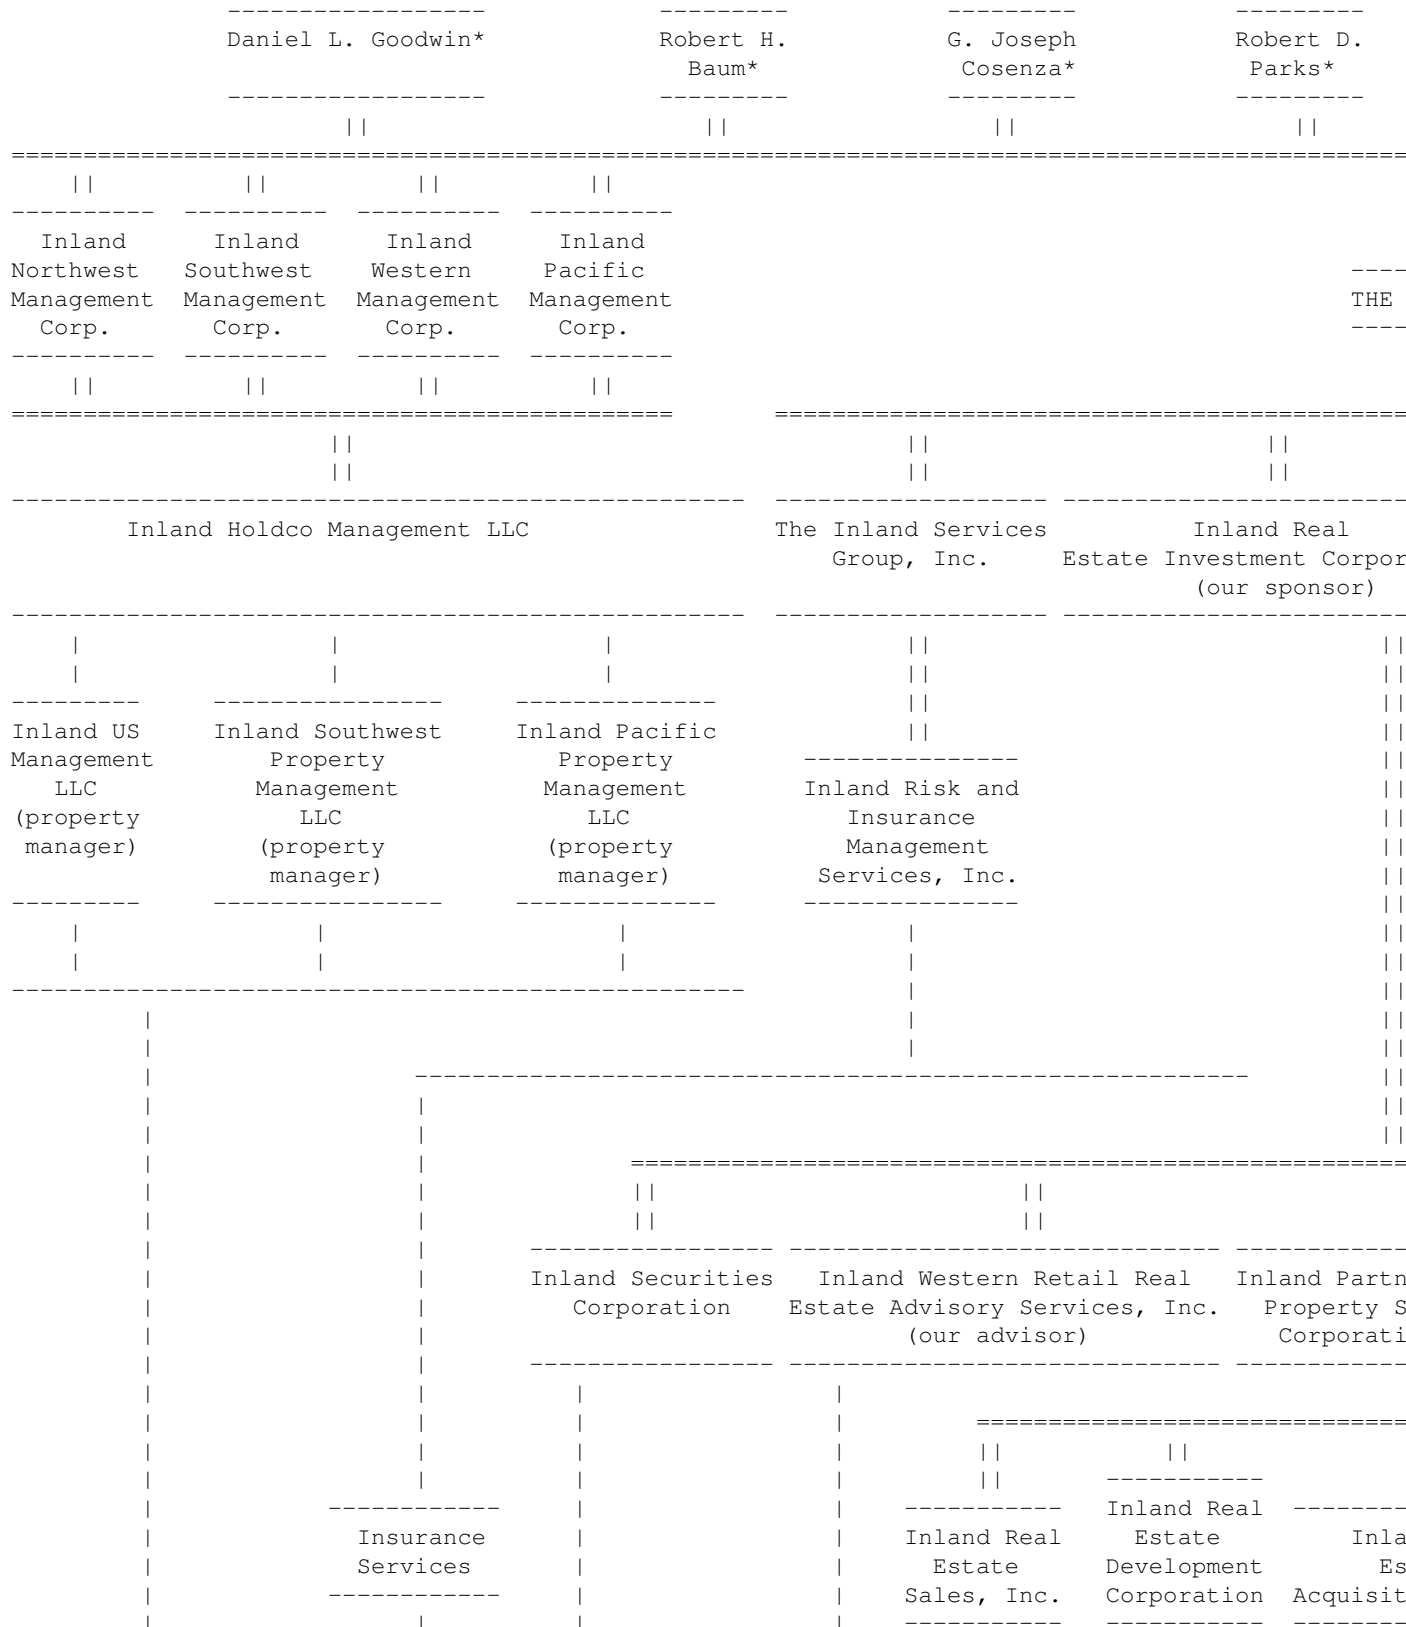 Daniel L. Goodwin* Robert H. G. Joseph Robert D.
Baum* Cosenza* Parks*
Inland Inland Inland Inland
Northwest Southwest Western Pacific
Management Management Management Management THE
Corp. Corp. Corp. Corp.
Inland Holdco Management LLC The Inland Services Inland Real
Group, Inc. Estate Investment Corpor
(our sponsor)
Inland US Inland Southwest Inland Pacific
Management Property Property
LLC Management Management Inland Risk and
(property LLC LLC Insurance
manager) (property (property Management
manager) manager) Services, Inc.
Inland Securities Inland Western Retail Real Inland Partn
Corporation Estate Advisory Services, Inc. Property S
(our advisor) Corporati
Inland Real
Insurance Inland Real Estate Inla
Services Estate Development Es
Sales, Inc. Corporation Acquisit